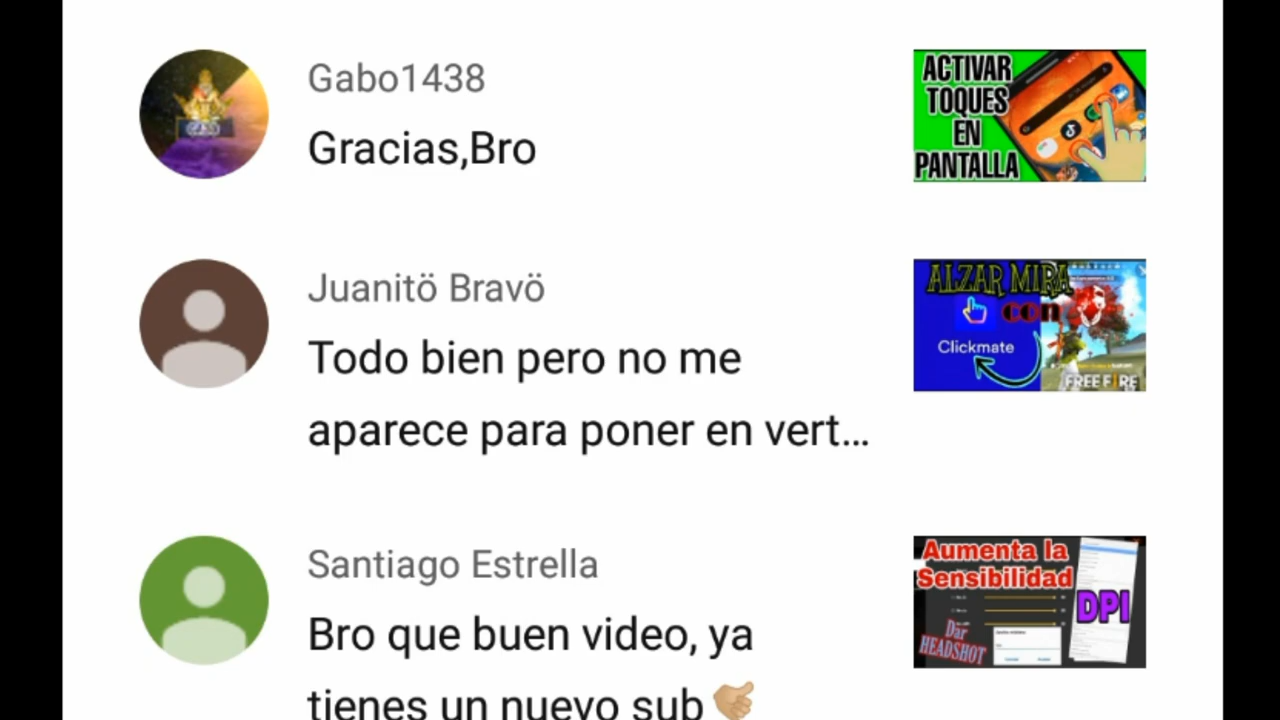 Gabo1438
Gracias,Bro
ACTIVAR
TOQUES
EN
PANTALLA
Juanitö Bravö
Todo bien pero no me
aparece para poner en vert...
ALZAR MIRA
con
Clickmate
FREE FIRE
Santiago Estrella
Bro que buen video, ya
tienes un nuevo sub
Aumenta la
Sensibilidad
DPI
Dar
HEADSHOT